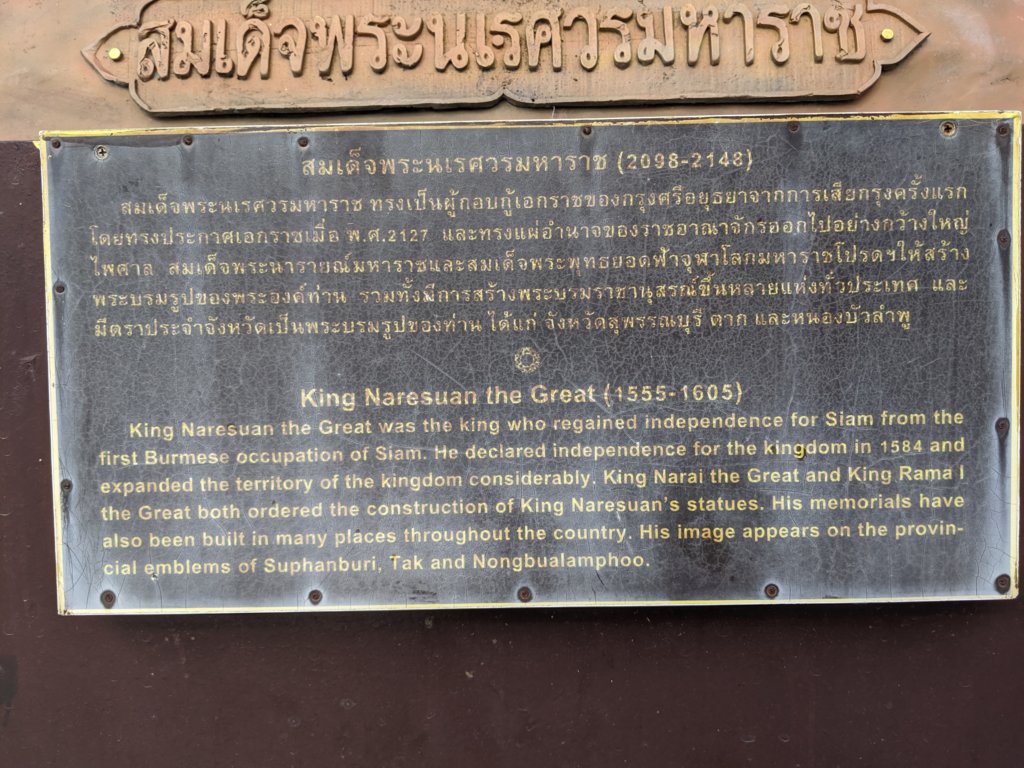 สมเด็จพระนเรศวรมหาราช
สมเด็จพระนเรศวรมหาราช (2098-2148)
สมเด็จพระนเรศวรมหาราช ทรงเป็นผู้กอบกู้เอกราชของกรุงศรีอยุธยาจากการเสียกรุงครั้งแรก
โดยทรงประกาศเอกราชเมื่อ พ.ศ.2127 และทรงแผ่อำนาจของราชอาณาจักรออกไปอย่างกว้างใหญ่
ไพศาล สมเด็จพระนารายณ์มหาราชและสมเด็จพระพุทธยอดฟ้าจุฬาโลกมหาราชโปรดฯให้สร้าง
พระบรมรูปของพระองค์ท่าน รวมทั้งมีการสร้างพระบรมราชานุสรณ์ขึ้นหลายแห่งทั่วประเทศ และ
มีตราประจำจังหวัดเป็นพระบรมรูปของท่าน ได้แก่ จังหวัดสุพรรณบุรี ตาก และหนองบัวลำพู
King Naresuan the Great (1555-1605)
King Naresuan the Great was the king who regained independence for Siam from the
first Burmese occupation of Siam. He declared independence for the kingdom in 1584 and
expanded the territory of the kingdom considerably. King Narai the Great and King Rama I
the Great both ordered the construction of King Naresuan's statues. His memorials have
also been built in many places throughout the country. His image appears on the provin-
cial emblems of Suphanburi, Tak and Nongbualamphoo.